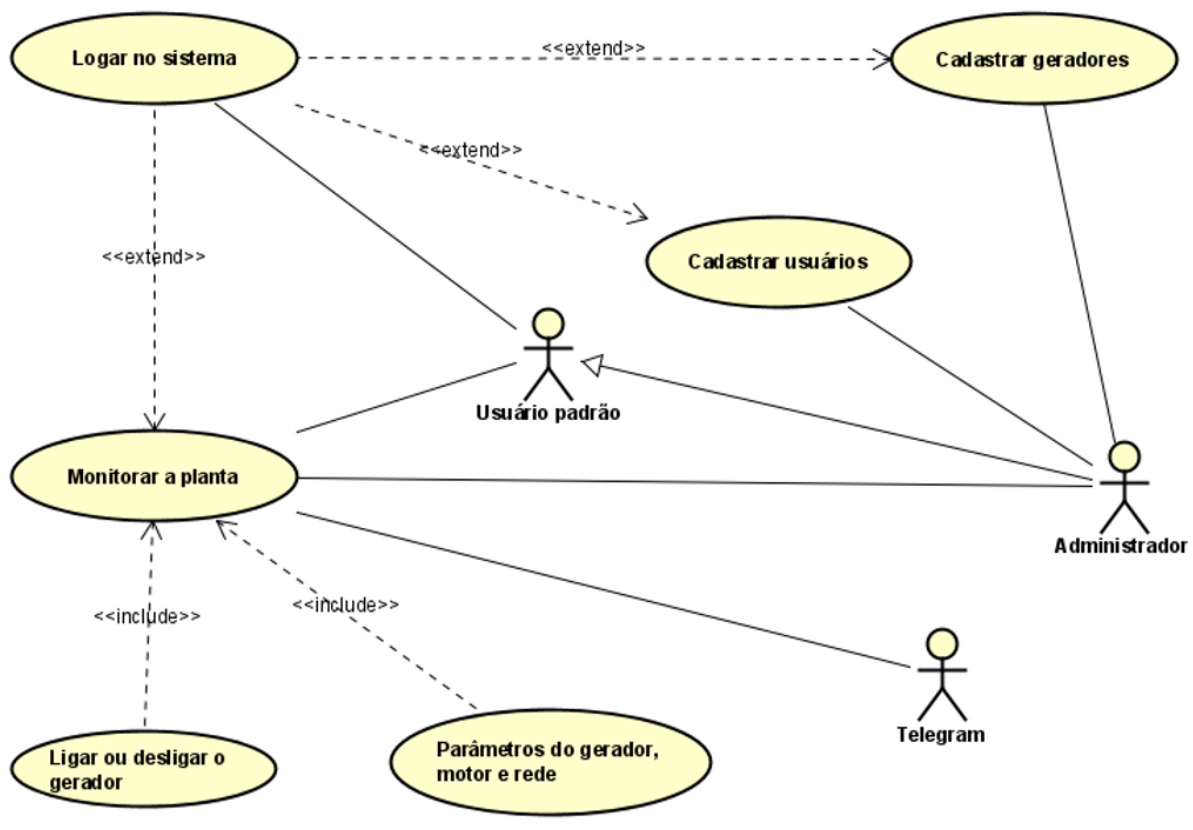 Logar no sistema
<<extend>>
Cadastrar geradores
<<extend>>
<<extend>>
Cadastrar usuários
Usuário padrão
Monitorar a planta
Administrador
<<include>>
<<include>>
Telegram
Ligar ou desligar o
gerador
Parâmetros do gerador,
motor e rede